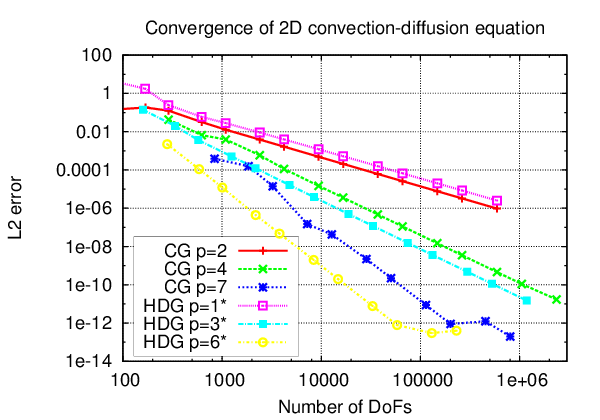 Convergence of 2D convection-diffusion equation
100
1
0.01
0.0001
1e-06
1e-08
1e-10
1e-12
1e-14
L2 error
CG p=2
CG p=4
CG p=7
HDG p=1*
HDG p=3*
HDG p=6*
100 1000 10000 100000 1e+06
Number of DoFs